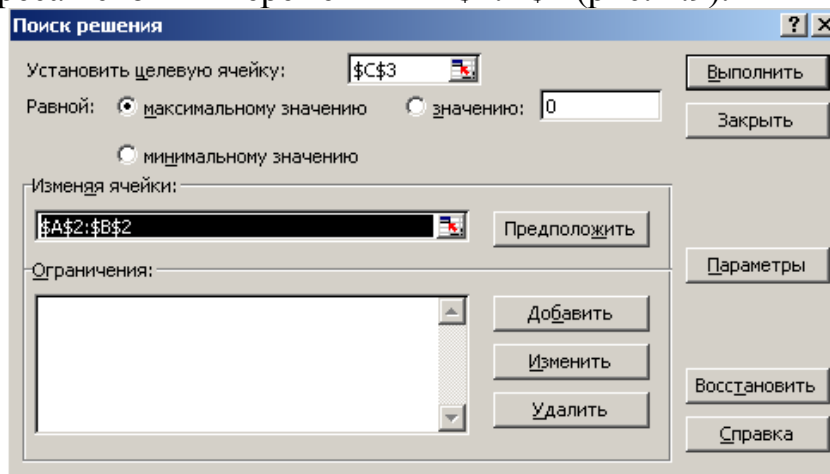 Поиск решения
Установить целевую ячейку: $C$3 Выполнить
Равной: максимальному значению значению: 0 Закрыть
минимальному значению
Изменяя ячейки:
$A$2:$B$2 Предположить
Ограничения: Параметры
Добавить
Изменить
Восстановить
Удалить
Справка